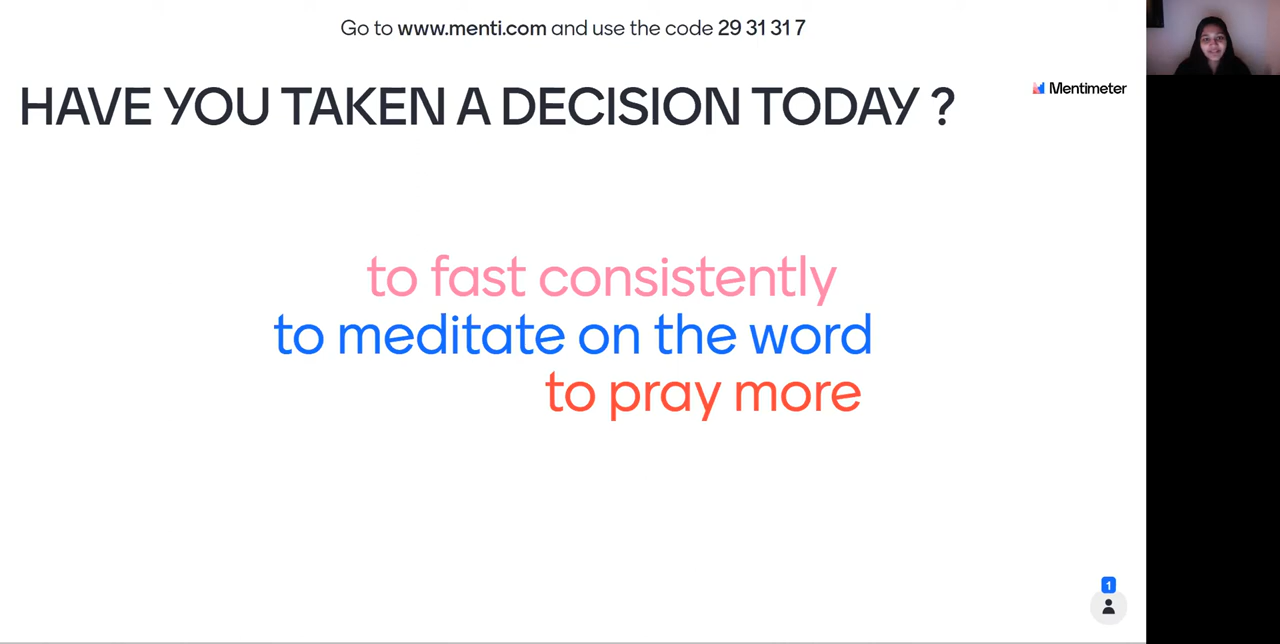 Go to www.menti.com and use the code 29 31 31 7
HAVE YOU TAKEN A DECISION TODAY ?
Mentimeter
to fast consistently
to meditate on the word
to pray more
1